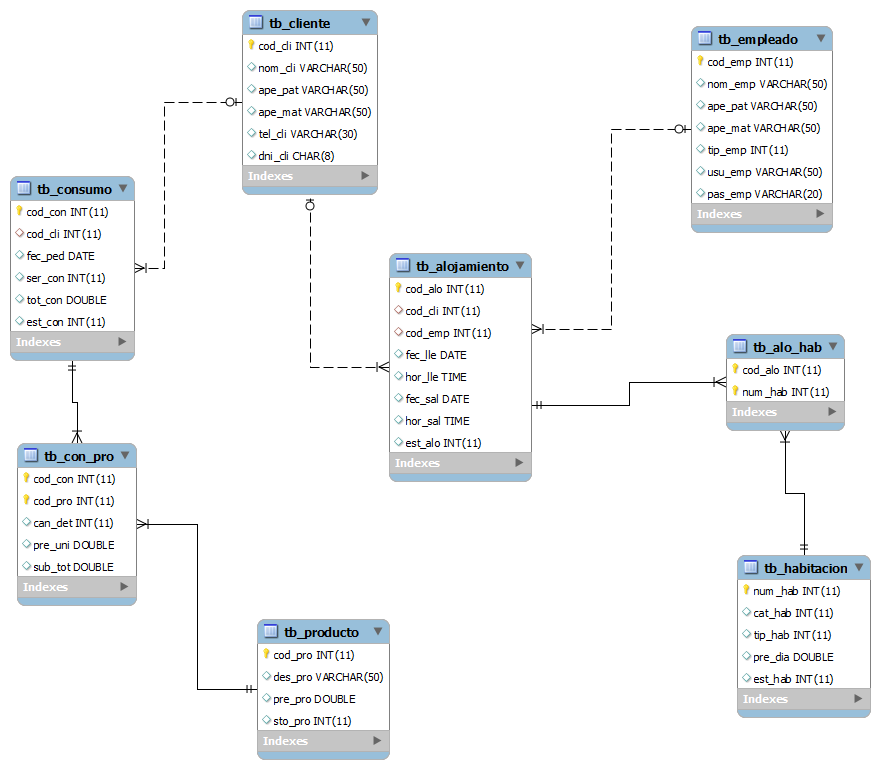 tb_cliente
cod_cli INT(11)
nom_cli VARCHAR(50)
ape_pat VARCHAR(50)
ape_mat VARCHAR(50)
tel_cli VARCHAR(30)
dni_cli CHAR(8)
Indexes
tb_empleado
cod_emp INT(11)
nom_emp VARCHAR(50)
ape_pat VARCHAR(50)
ape_mat VARCHAR(50)
tip_emp INT(11)
usu_emp VARCHAR(50)
pas_emp VARCHAR(20)
Indexes
tb_consumo
cod_con INT(11)
cod_cli INT(11)
fec_ped DATE
ser_con INT(11)
tot_con DOUBLE
est_con INT(11)
Indexes
tb_alojamiento
cod_alo INT(11)
cod_cli INT(11)
cod_emp INT(11)
fec_lle DATE
hor_lle TIME
fec_sal DATE
hor_sal TIME
est_alo INT(11)
Indexes
tb_alo_hab
cod_alo INT(11)
num_hab INT(11)
Indexes
tb_con_pro
cod_con INT(11)
cod_pro INT(11)
can_det INT(11)
pre_uni DOUBLE
sub_tot DOUBLE
Indexes
tb_habitacion
num_hab INT(11)
cat_hab INT(11)
tip_hab INT(11)
pre_dia DOUBLE
est_hab INT(11)
Indexes
tb_producto
cod_pro INT(11)
des_pro VARCHAR(50)
pre_pro DOUBLE
sto_pro INT(11)
Indexes